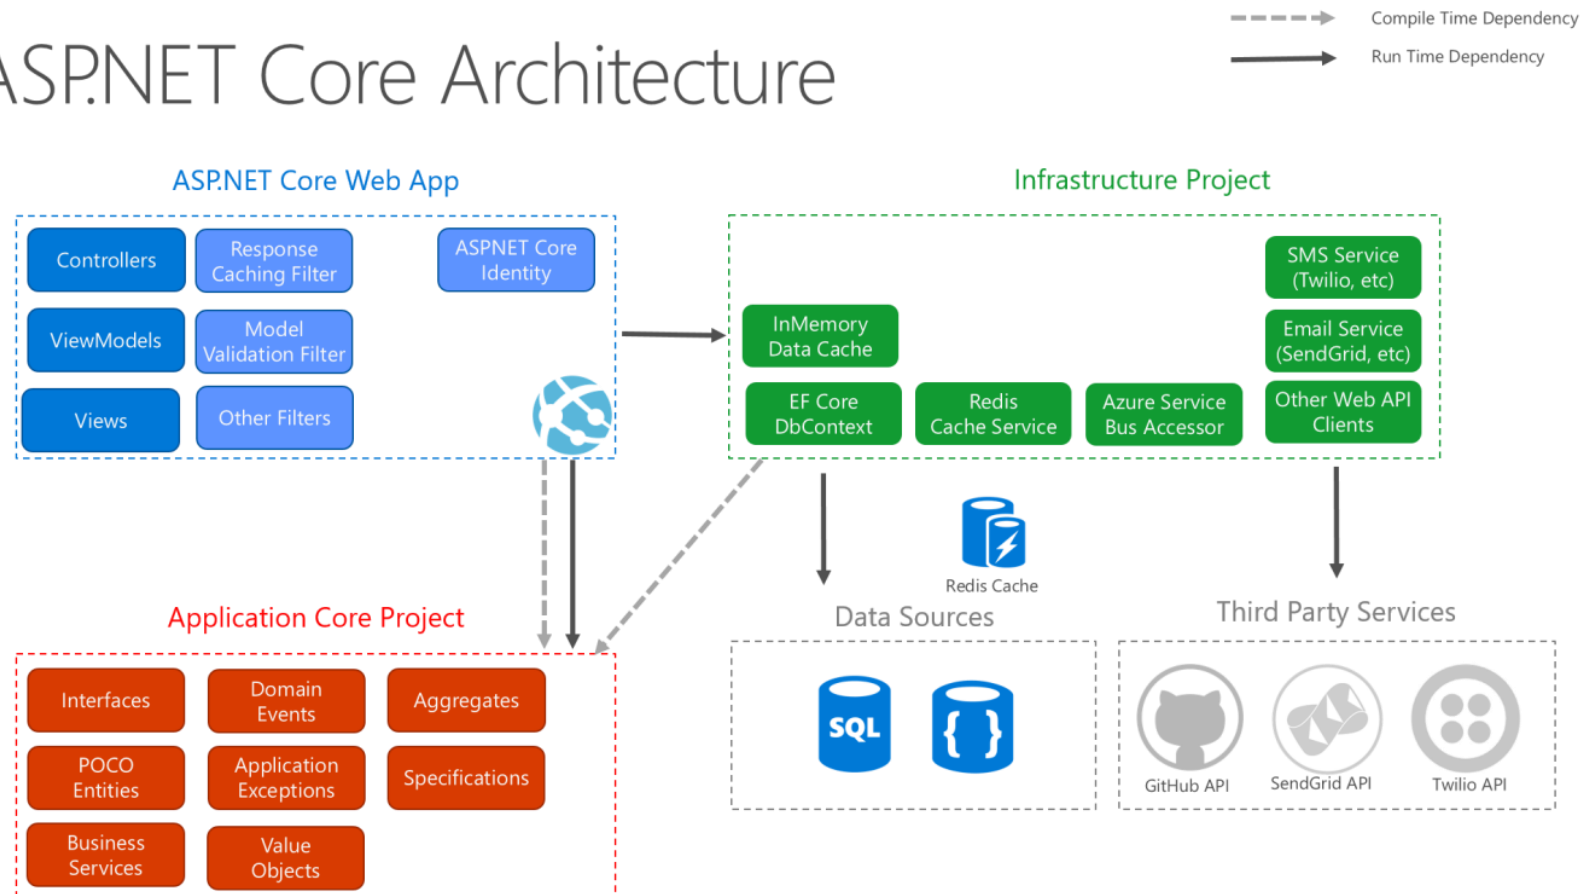 Compile Time Dependency
Run Time Dependency
ASP.NET Core Architecture
ASP.NET Core Web App
Controllers
Response
Caching Filter
ASPNET Core
Identity
ViewModels
Model
Validation Filter
Views
Other Filters
Infrastructure Project
SMS Service
(Twilio, etc)
InMemory
Data Cache
Email Service
(SendGrid, etc)
EF Core
DbContext
Redis
Cache Service
Azure Service
Bus Accessor
Other Web API
Clients
Redis Cache
Application Core Project
Interfaces
Domain
Events
Aggregates
POCO
Entities
Application
Exceptions
Specifications
Business
Services
Value
Objects
Data Sources
SQL
{ }
Third Party Services
GitHub API
SendGrid API
Twilio API